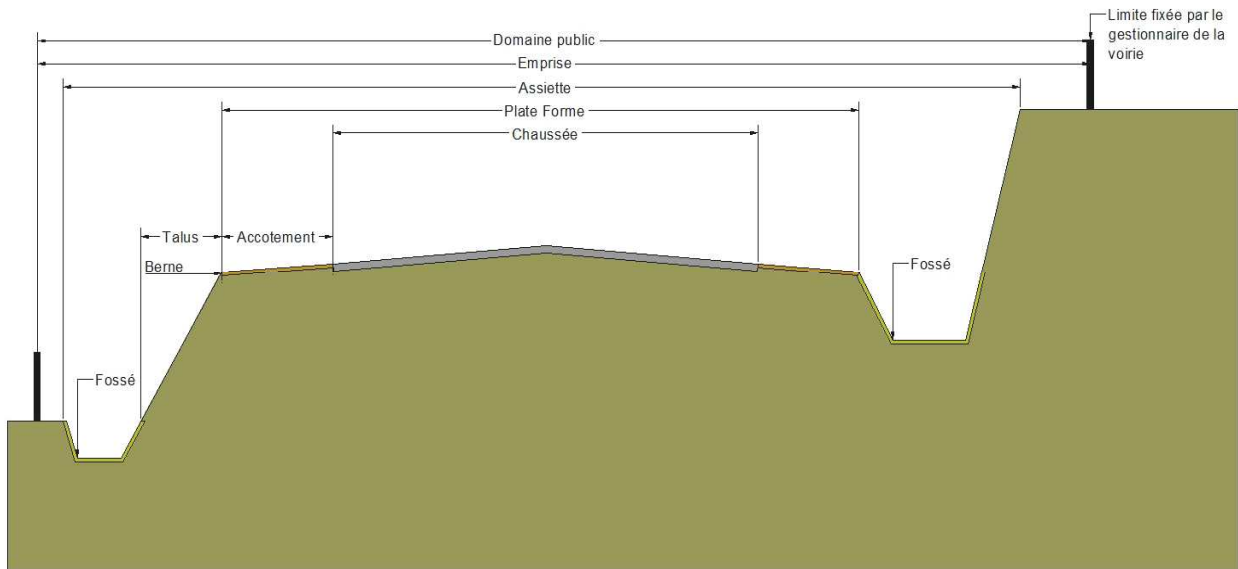 Limite fixée par le
gestionnaire de la
voirie
Domaine public
Emprise
Assiette
Plate Forme
Chaussée
Talus
Accotement
Berne
Fossé
Fossé